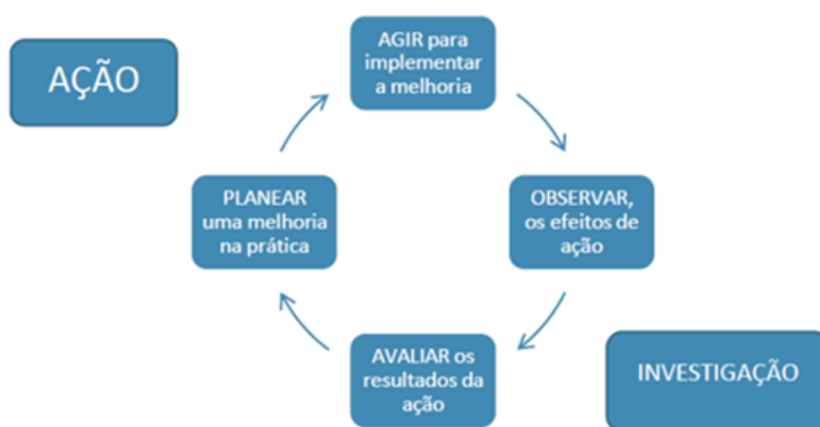 AÇÃO
AGIR para
implementar
a melhoria
PLANEAR
uma melhoria
na prática
OBSERVAR,
os efeitos de
ação
AVALIAR os
resultados da
ação
INVESTIGAÇÃO